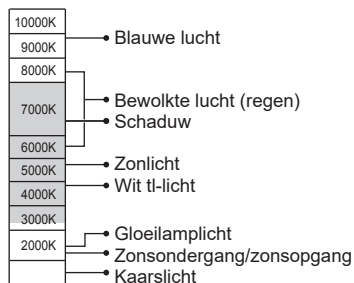 10000K
Blauwe lucht
9000K
8000K
Bewolkte lucht (regen)
7000K
Schaduw
6000K
Zonlicht
5000K
Wit tl-licht
4000K
3000K
Gloeilamplicht
2000K
Zonsondergang/zonsopgang
Kaarslicht